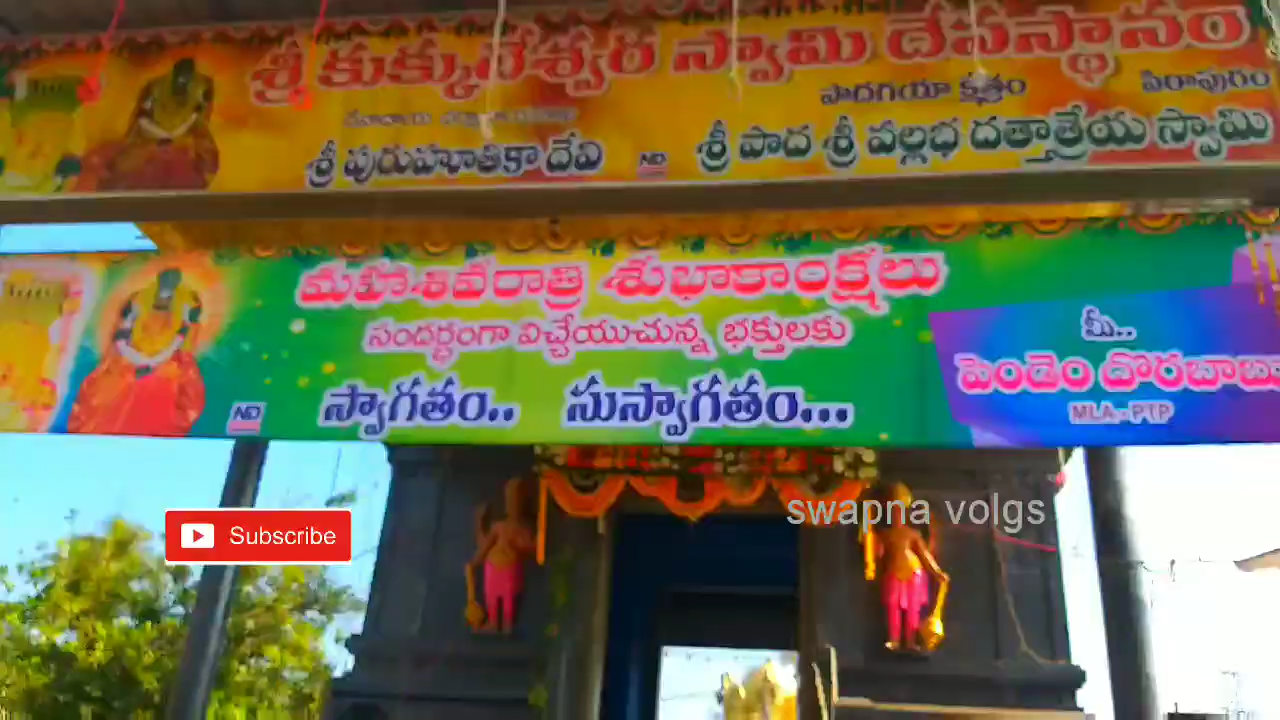 శ్రీ కుక్కుటేశ్వర స్వామి దేవస్థానం
పాదగయా క్షేత్రం పిఠాపురం
శ్రీ పురుహూతికా దేవి ND శ్రీ పాద శ్రీ వల్లభ దత్తాత్రేయ స్వామి
మహాశివరాత్రి శుభాకాంక్షలు
సందర్భంగా విచ్చేయుచున్న భక్తులకు
స్వాగతం.. సుస్వాగతం...
ND
మీ..
పెండెం దొరబాబు
MLA - PTP
swapna volgs
Subscribe